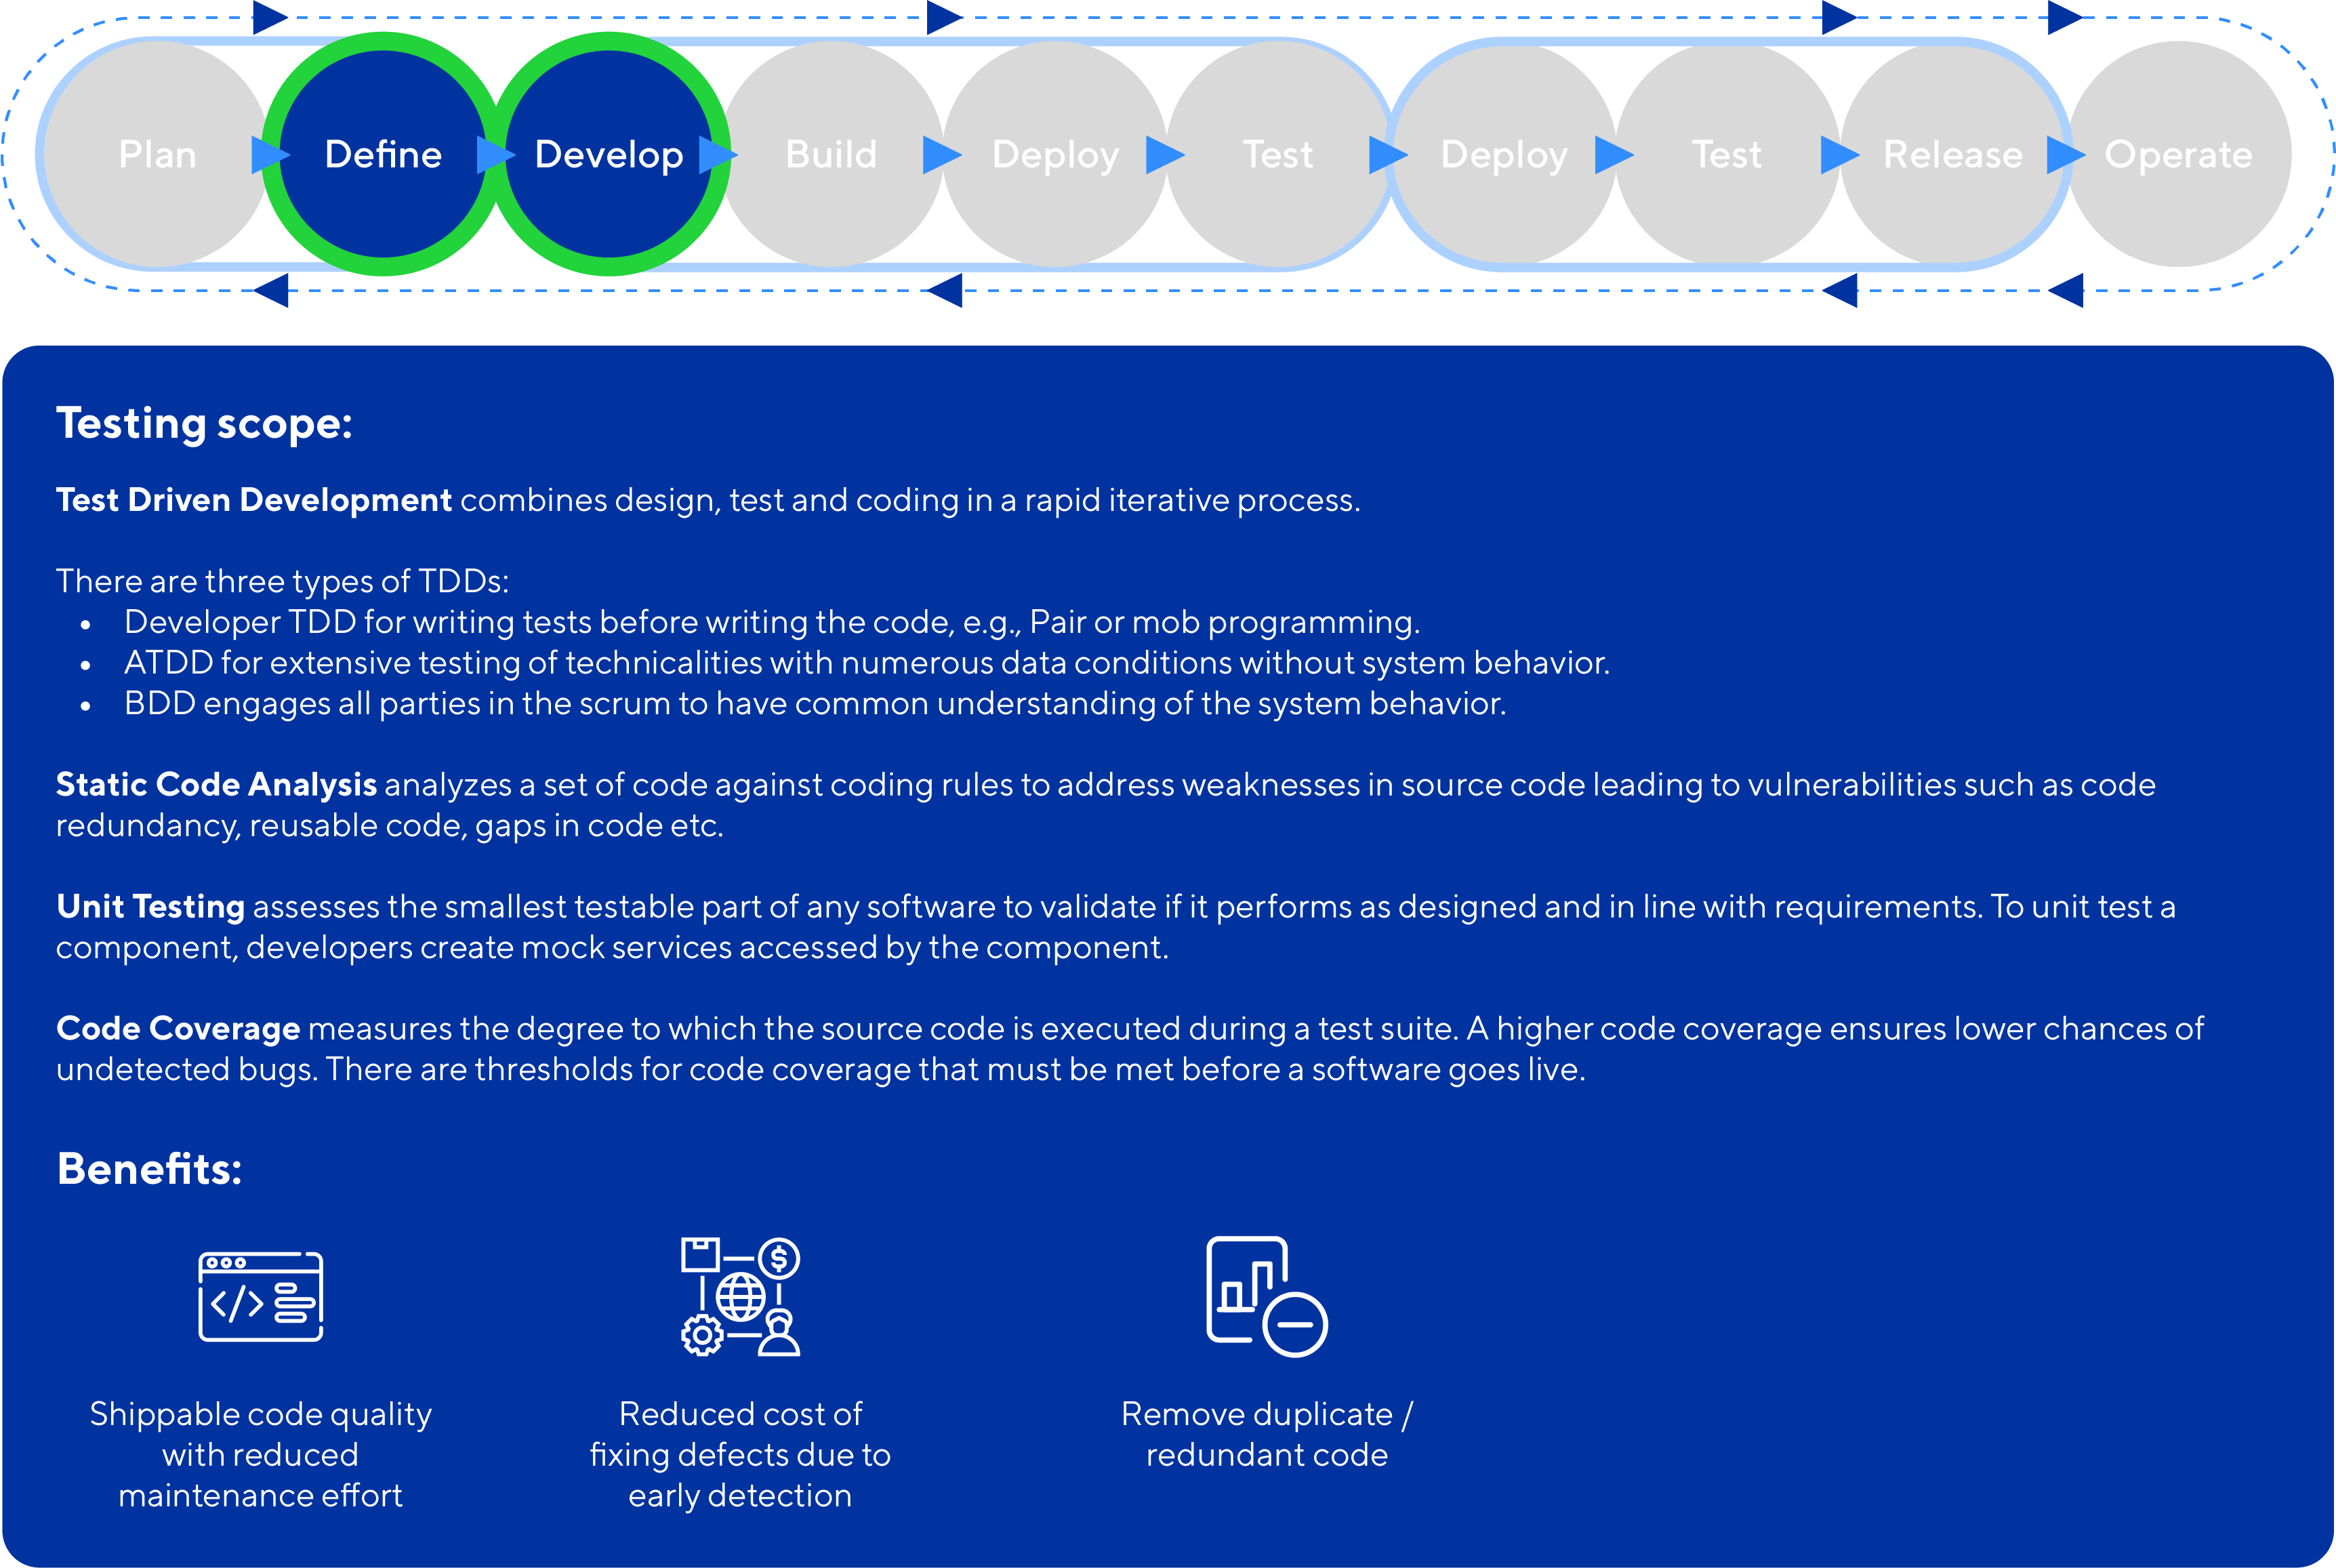 Plan
Define
Develop
Build
Deploy
Test
Deploy
Test
Release
Operate
Testing scope:
Test Driven Development combines design, test and coding in a rapid iterative process.
There are three types of TDDs:
• Developer TDD for writing tests before writing the code, e.g., Pair or mob programming.
• ATDD for extensive testing of technicalities with numerous data conditions without system behavior.
• BDD engages all parties in the scrum to have common understanding of the system behavior.
Static Code Analysis analyzes a set of code against coding rules to address weaknesses in source code leading to vulnerabilities such as code
redundancy, reusable code, gaps in code etc.
Unit Testing assesses the smallest testable part of any software to validate if it performs as designed and in line with requirements. To unit test a
component, developers create mock services accessed by the component.
Code Coverage measures the degree to which the source code is executed during a test suite. A higher code coverage ensures lower chances of
undetected bugs. There are thresholds for code coverage that must be met before a software goes live.
Benefits:
Shippable code quality
with reduced
maintenance effort
Reduced cost of
fixing defects due to
early detection
Remove duplicate /
redundant code